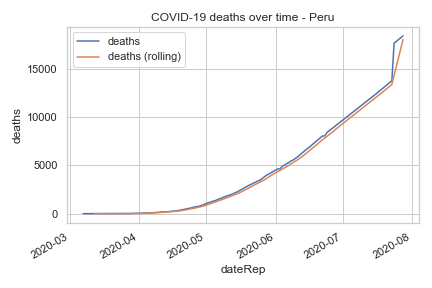 COVID-19 deaths over time - Peru
deaths
deaths (rolling)
15000
10000
5000
0
deaths
2020-03
2020-04
2020-05
2020-06
2020-07
2020-08
dateRep